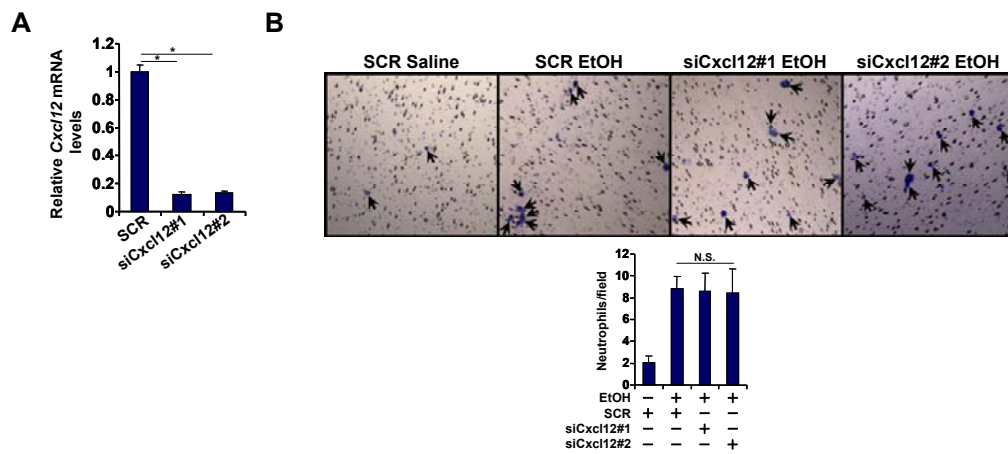 A
B
1.2
1
0.8
0.6
0.4
0.2
0
Relative Cxcl12 mRNA
levels
*
*
SCR
siCxcl12#1
siCxcl12#2
SCR Saline
SCR EtOH
siCxcl12#1 EtOH
siCxcl12#2 EtOH
N.S.
12
10
8
6
4
2
0
Neutrophils/field
EtOH − + + +
SCR + + − −
siCxcl12#1 − − + −
siCxcl12#2 − − − +